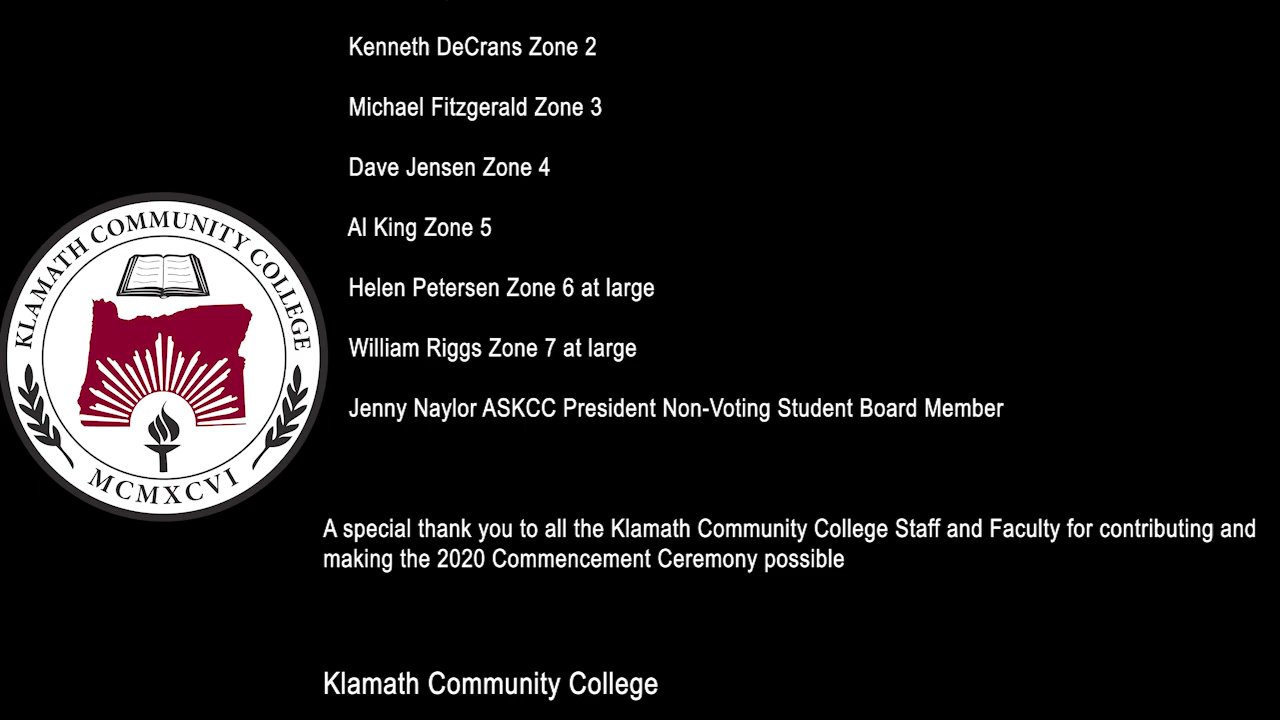 Kenneth DeCrans Zone 2
Michael Fitzgerald Zone 3
Dave Jensen Zone 4
Al King Zone 5
Helen Petersen Zone 6 at large
William Riggs Zone 7 at large
Jenny Naylor ASKCC President Non-Voting Student Board Member
KLAMATH COMMUNITY COLLEGE
MCMXCVI
A special thank you to all the Klamath Community College Staff and Faculty for contributing and
making the 2020 Commencement Ceremony possible
Klamath Community College